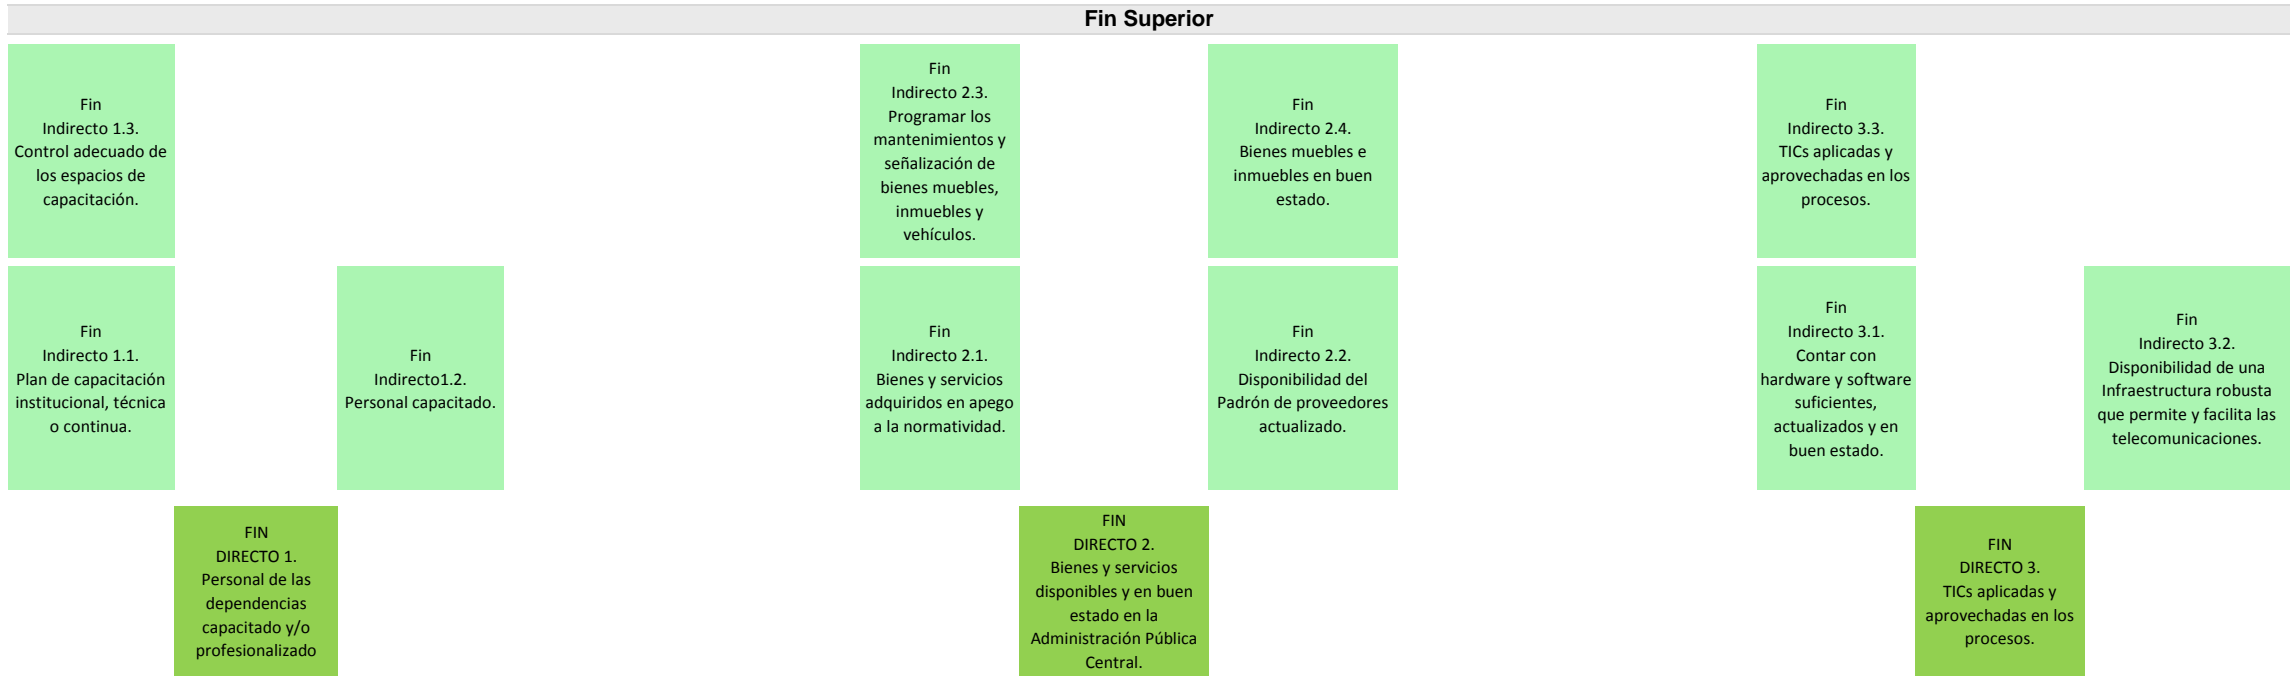 Fin Superior
Fin
Indirecto 1.3.
Control adecuado de
los espacios de
capacitación.
Fin
Indirecto 2.3.
Programar los
mantenimientos y
señalización de
bienes muebles,
inmuebles y
vehículos.
Fin
Indirecto 2.4.
Bienes muebles e
inmuebles en buen
estado.
Fin
Indirecto 3.3.
TICs aplicadas y
aprovechadas en los
procesos.
Fin
Indirecto 1.1.
Plan de capacitación
institucional, técnica
o continua.
Fin
Indirecto1.2.
Personal capacitado.
Fin
Indirecto 2.1.
Bienes y servicios
adquiridos en apego
a la normatividad.
Fin
Indirecto 2.2.
Disponibilidad del
Padrón de proveedores
actualizado.
Fin
Indirecto 3.1.
Contar con
hardware y software
suficientes,
actualizados y en
buen estado.
Fin
Indirecto 3.2.
Disponibilidad de una
Infraestructura robusta
que permite y facilita las
telecomunicaciones.
FIN
DIRECTO 1.
Personal de las
dependencias
capacitado y/o
profesionalizado
FIN
DIRECTO 2.
Bienes y servicios
disponibles y en buen
estado en la
Administración Pública
Central.
FIN
DIRECTO 3.
TICs aplicadas y
aprovechadas en los
procesos.